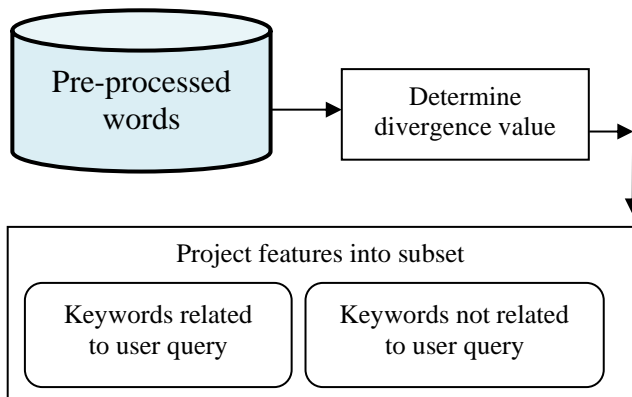 Pre-processed
words
Determine
divergence value
Project features into subset
Keywords related
to user query
Keywords not related
to user query